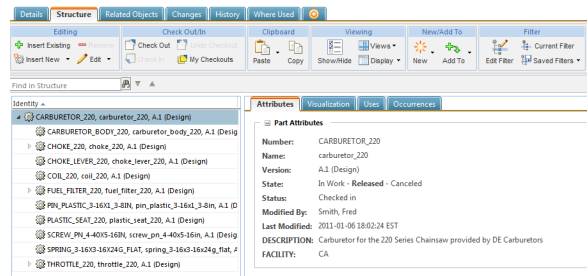 Details Structure Related Objects Changes History Where Used
Editing Check Out/In Clipboard Viewing New/Add To Filter
Insert Existing Remove Check Out Undo Checkout Views Current Filter
Insert New Edit Check In My Checkouts Paste Copy Show/Hide Display New Add To Edit Filter Saved Filters
Find in Structure
Identity
Attributes Visualization Uses Occurrences
CARBURETOR_220, carburetor_220, A.1 (Design)
CARBURETOR_BODY_220, carburetor_body_220, A.1 (Desig
CHOKE_220, choke_220, A.1 (Design)
CHOKE_LEVER_220, choke_lever_220, A.1 (Design)
COIL_220, coil_220, A.1 (Design)
FUEL_FILTER_220, fuel_filter_220, A.1 (Design)
PIN_PLASTIC_3-16X1_3-8IN, pin_plastic_3-16x1_3-8in, A.1 (D
PLASTIC_SEAT_220, plastic_seat_220, A.1 (Design)
SCREW_PN_4-40X5-16IN, screw_pn_4-40x5-16in, A.1 (Desig
SPRING_3-16X3-16X24G_FLAT, spring_3-16x3-16x24g_flat, A
THROTTLE_220, throttle_220, A.1 (Design)
Part Attributes
Number: CARBURETOR_220
Name: carburetor_220
Version: A.1 (Design)
State: In Work - Released - Canceled
Status: Checked in
Modified By: Smith, Fred
Last Modified: 2011-01-06 18:02:24 EST
DESCRIPTION: Carburetor for the 220 Series Chainsaw provided by DE Carburetors
FACILITY: CA